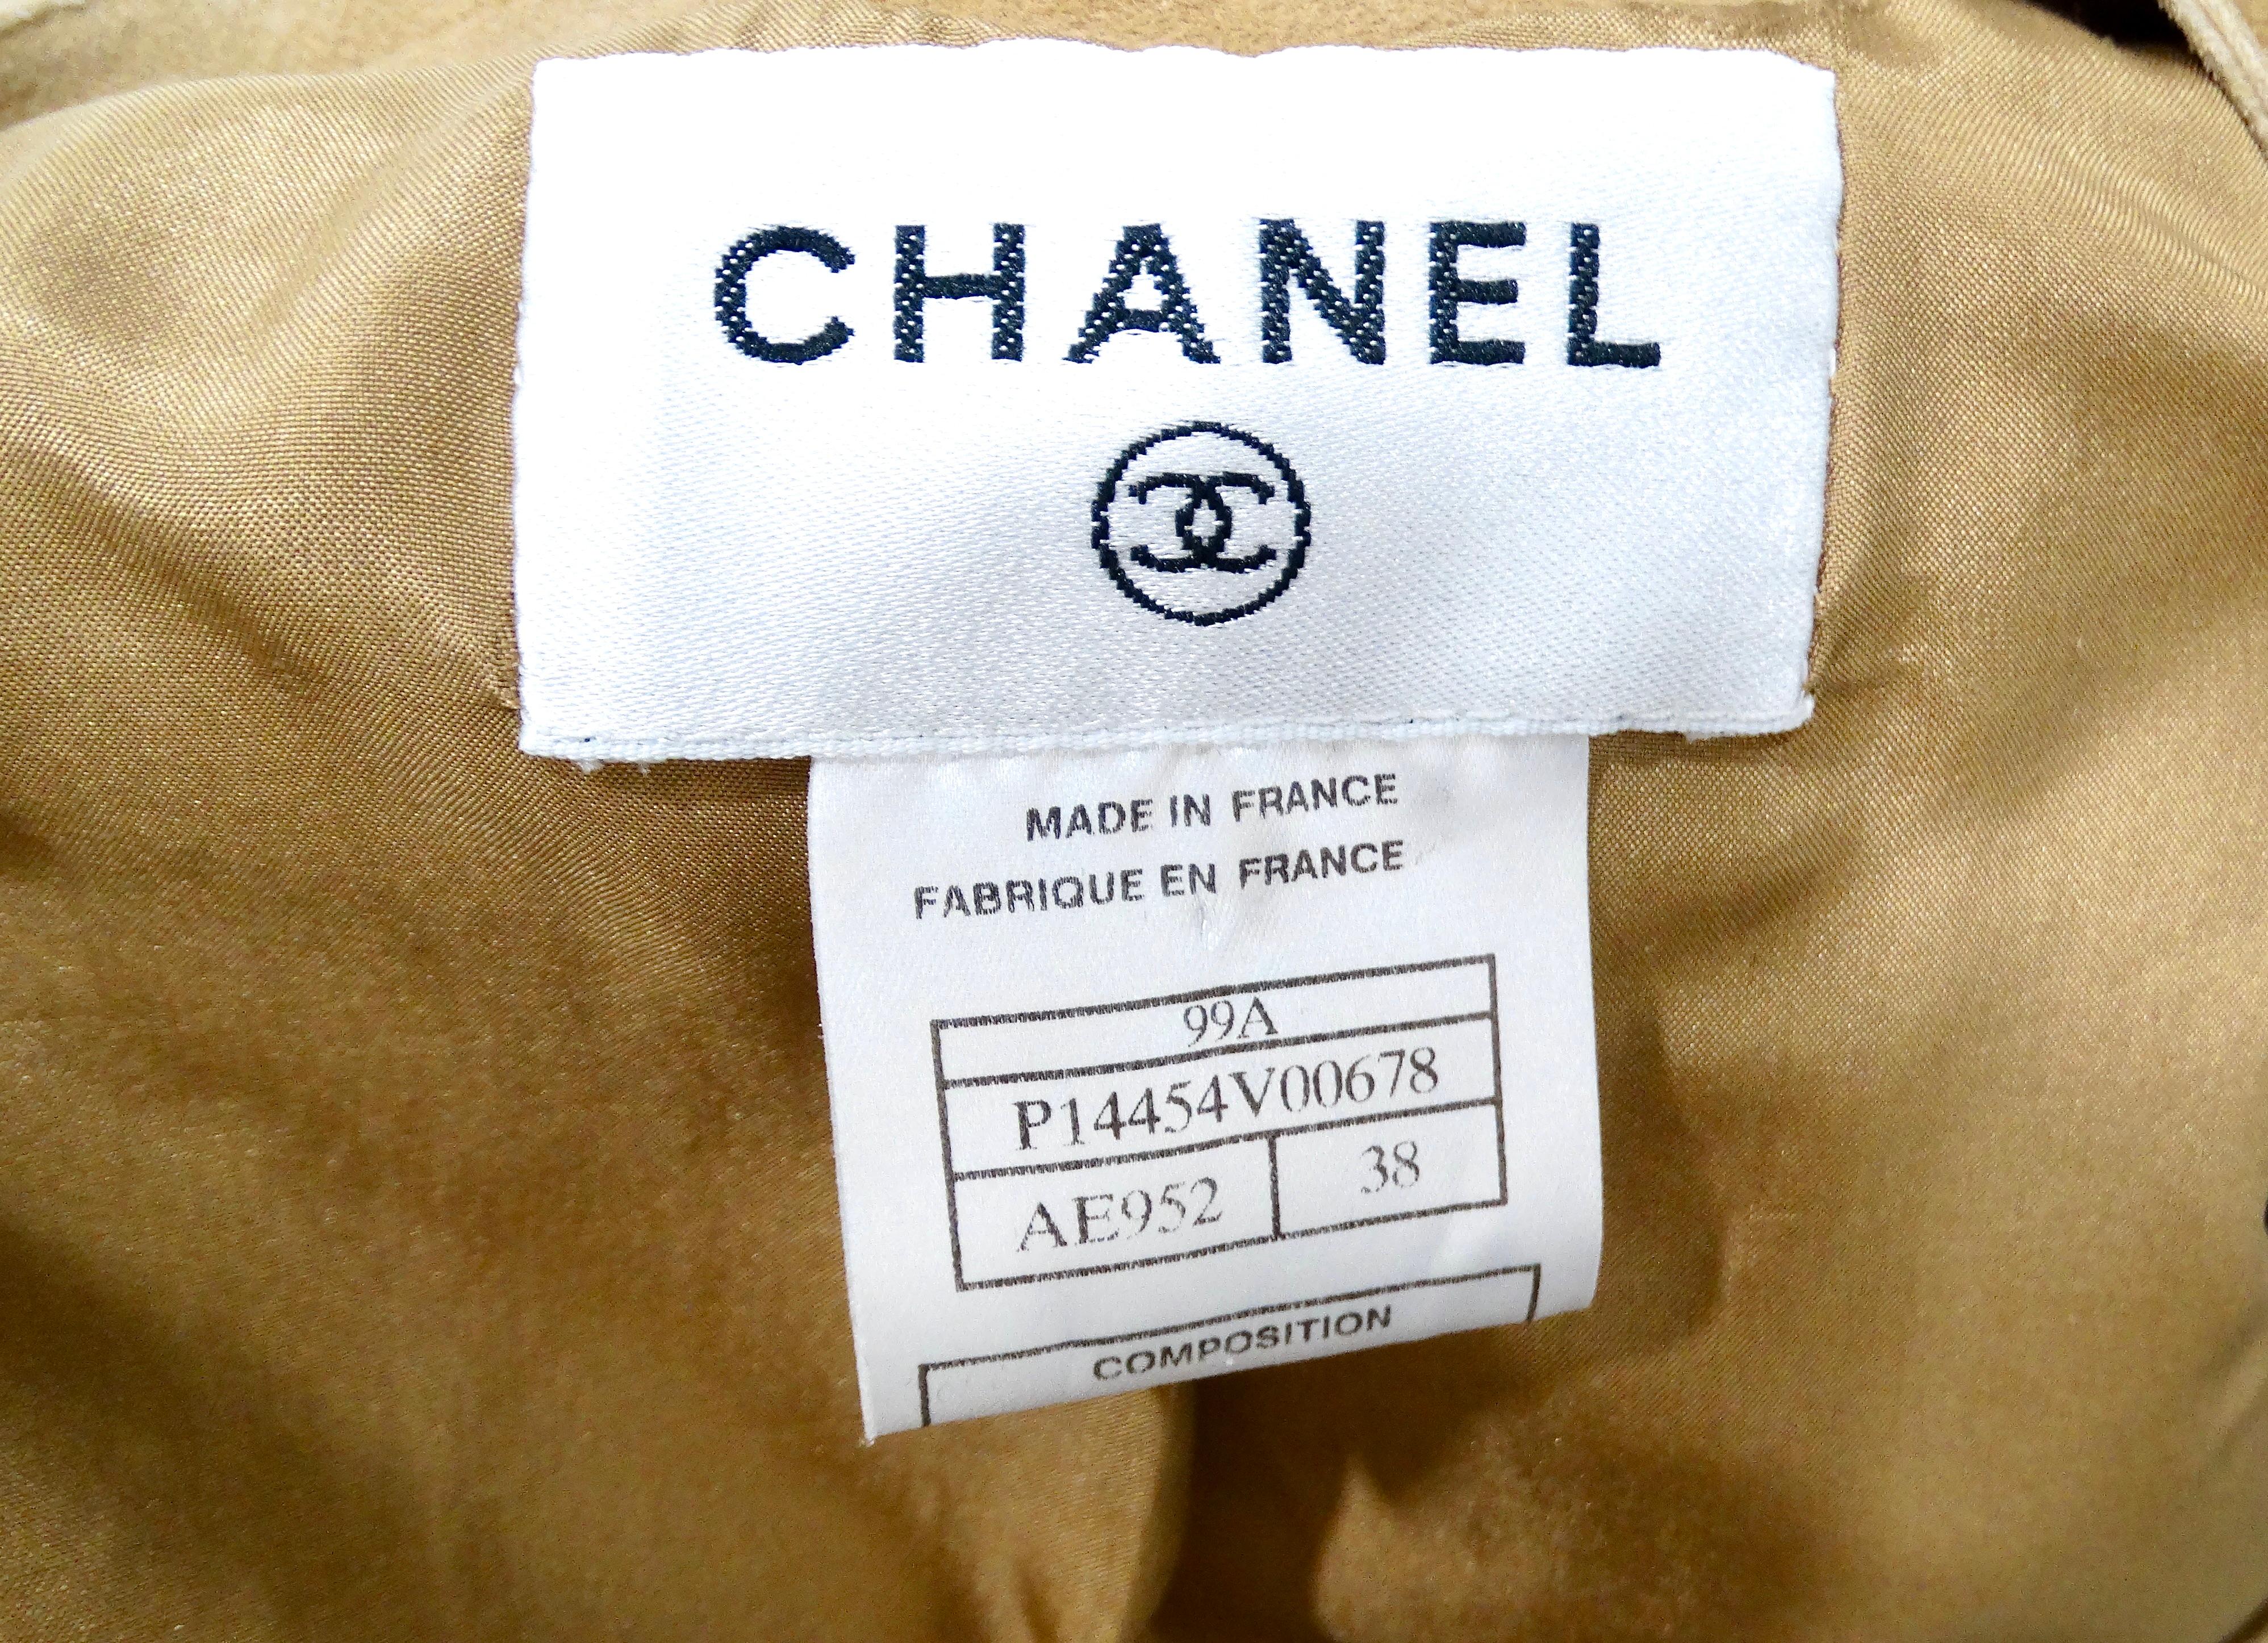 CHANEL
MADE IN FRANCE
FABRIQUE EN FRANCE
99A
P14454V00678
AE952 38
COMPOSITION